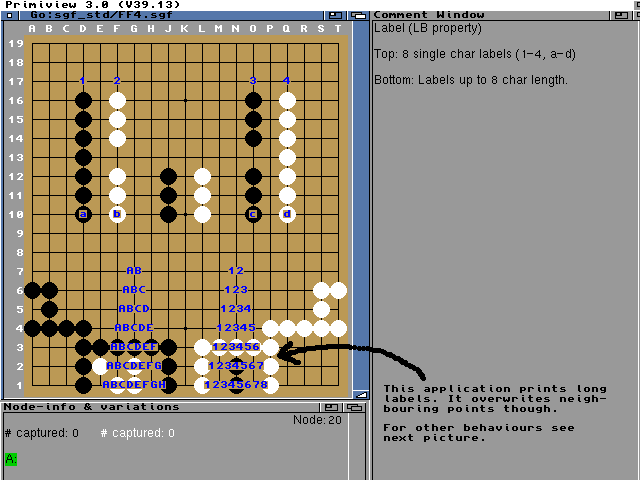 Primiview 3.0 (V39.13)
Go:sgf_std/FF4.sgf
Comment Window
A B C D E F G H J K L M N O P Q R S T
Label (LB property)
Top: 8 single char labels (1-4, a-d)
Bottom: Labels up to 8 char length.
19
18
17 1 2 3 4
16
15
14
13
12
11
10 a b c d
9
8
7 AB 12
6 ABC 123
5 ABCD 1234
4 ABCDE 12345
3 ABCDEF 123456
2 ABCDEFG 1234567
1 ABCDEFGH 12345678
This application prints long
labels. It overwrites neigh-
bouring points though.
For other behaviours see
next picture.
Node-info & variations
Node: 20
# captured: 0 # captured: 0
A: